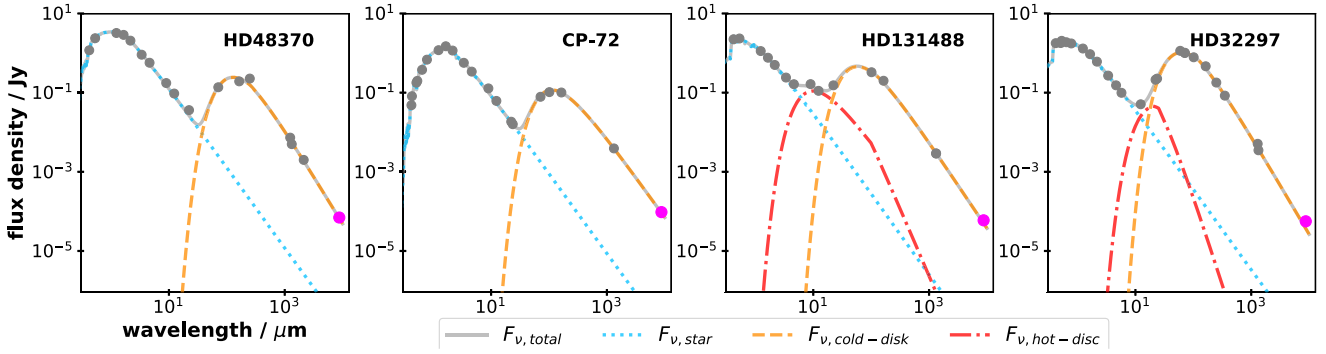 flux density / Jy
10^1
10^-1
10^-3
10^-5
HD48370
10^1 10^3
wavelength / μm
10^1
10^-1
10^-3
10^-5
CP-72
10^1 10^3
10^1
10^-1
10^-3
10^-5
HD131488
10^1 10^3
10^1
10^-1
10^-3
10^-5
HD32297
10^1 10^3
F_ν,total F_ν,star F_ν,cold−disk F_ν,hot−disc